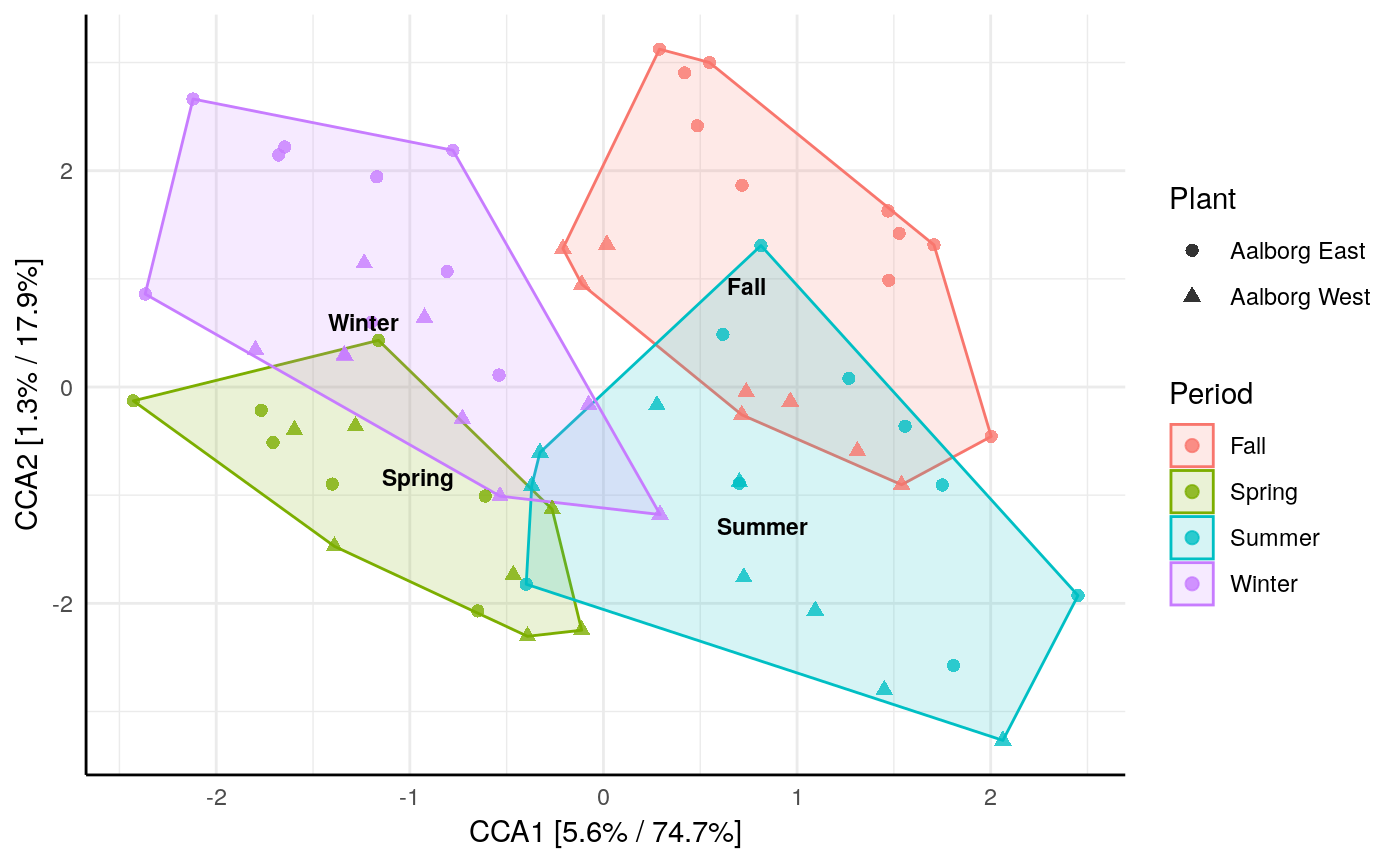 2
0
-2
-2
-1
0
1
2
CCA2 [1.3% / 17.9%]
CCA1 [5.6% / 74.7%]
Fall
Winter
Spring
Summer
Plant
Aalborg East
Aalborg West
Period
Fall
Spring
Summer
Winter